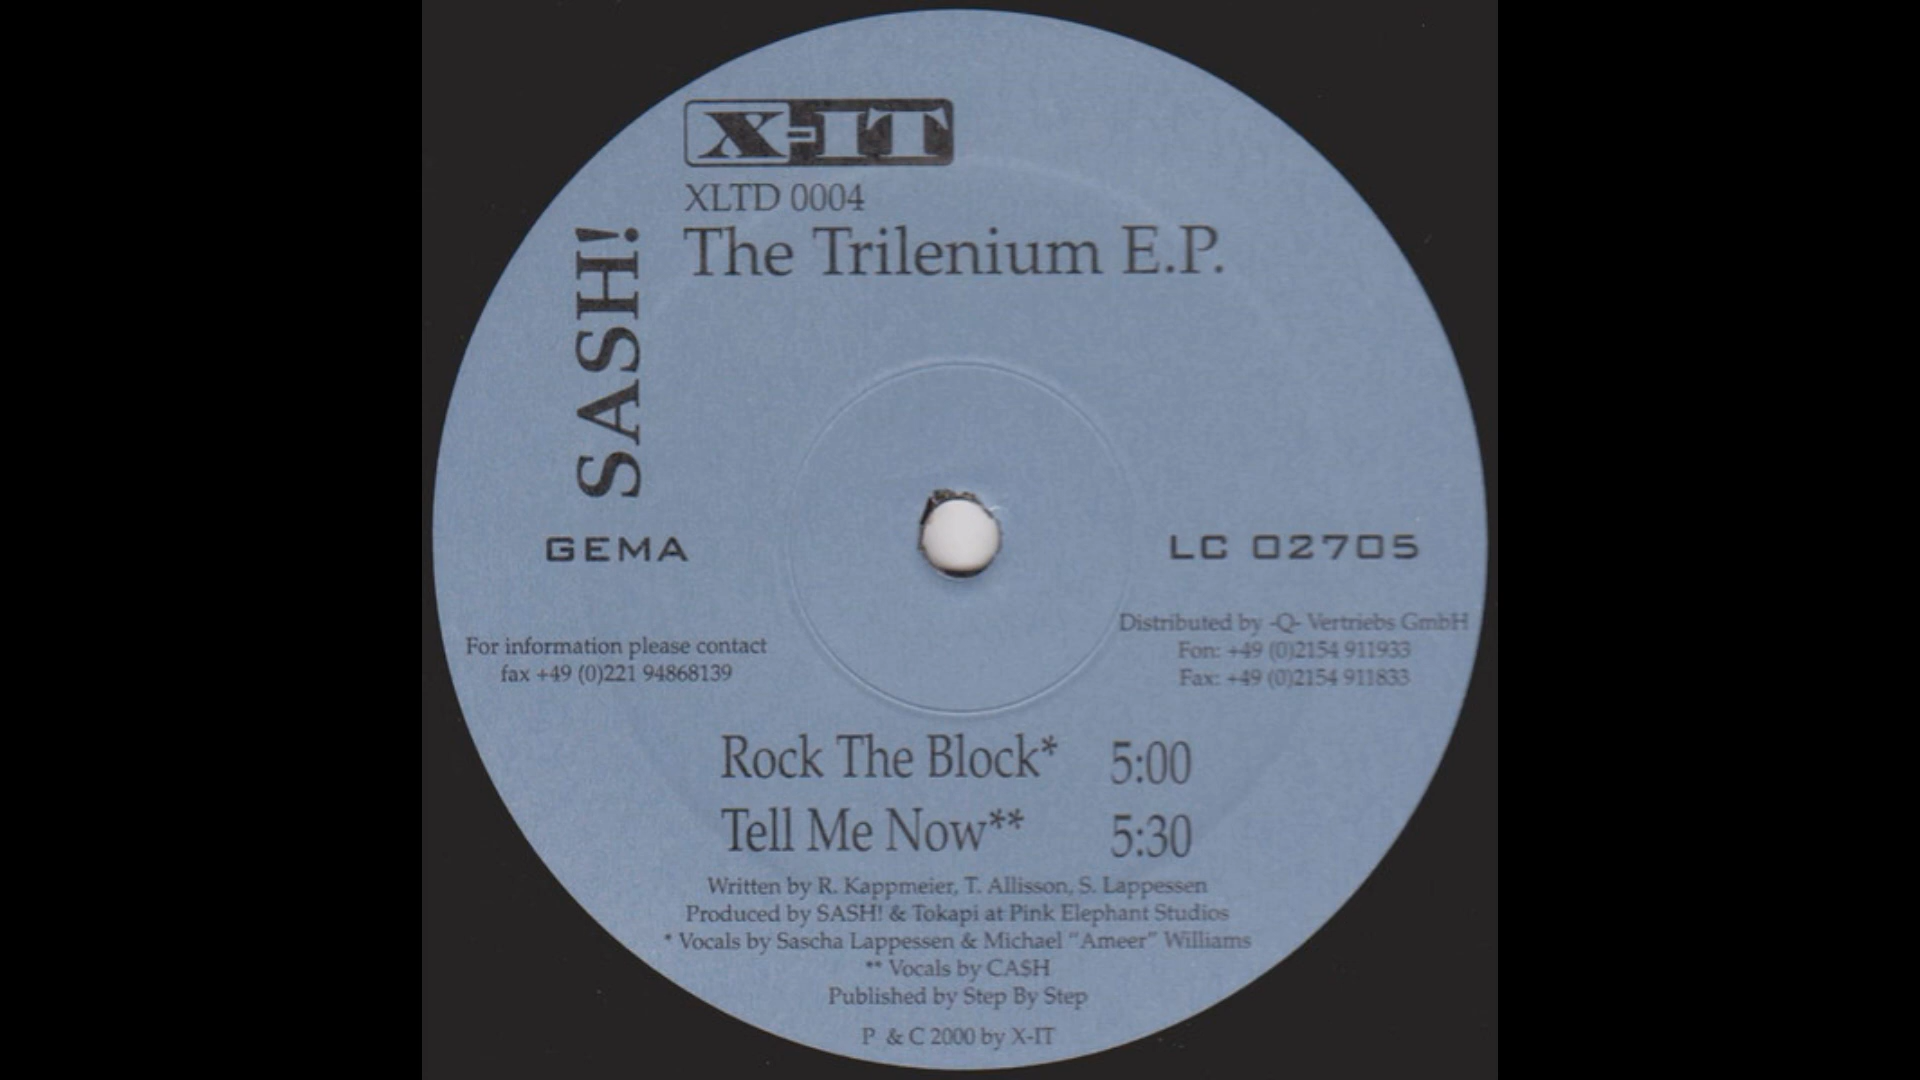 X-IT
XLTD 0004
The Trilenium E.P.
SASH!
GEMA
LC 02705
For information please contact
fax +49 (0)221 94868139
Distributed by -Q- Vertriebs GmbH
Fon: +49 (0)2154 911933
Fax: +49 (0)2154 911833
Rock The Block* 5:00
Tell Me Now** 5:30
Written by R. Kappmeier, T. Allisson, S. Lappessen
Produced by SASH! & Tokapi at Pink Elephant Studios
* Vocals by Sascha Lappessen & Michael "Ameer" Williams
** Vocals by CA$H
Published by Step By Step
P & C 2000 by X-IT